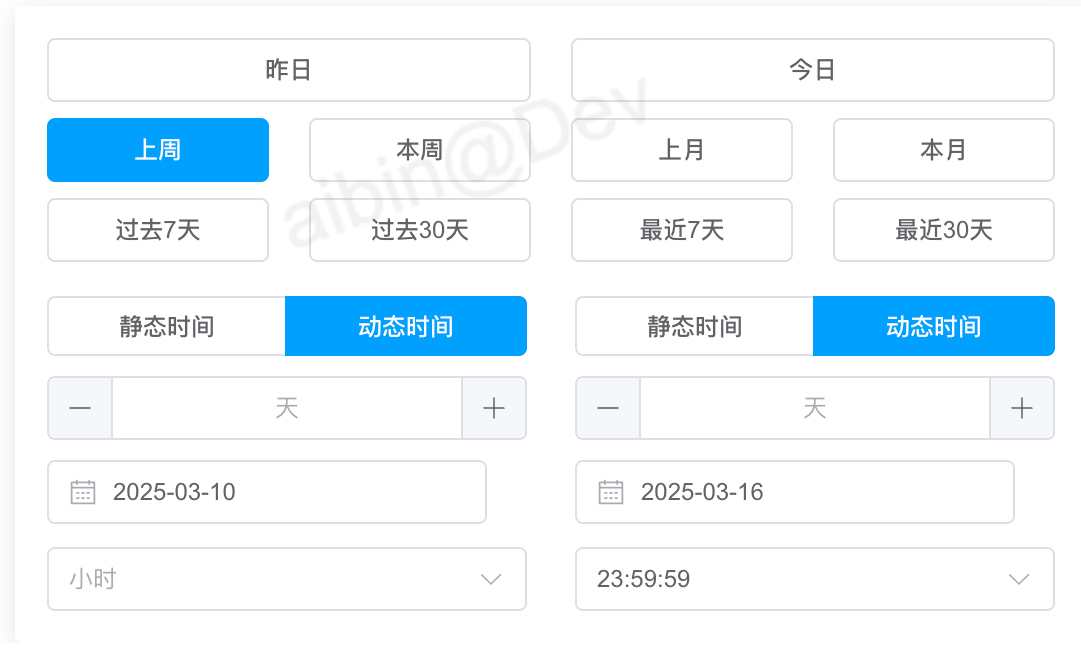 昨日 今日
上周 本周 上月 本月
过去7天 过去30天 最近7天 最近30天
静态时间 动态时间 静态时间 动态时间
天 天
2025-03-10 2025-03-16
小时 23:59:59
aibin@Dev